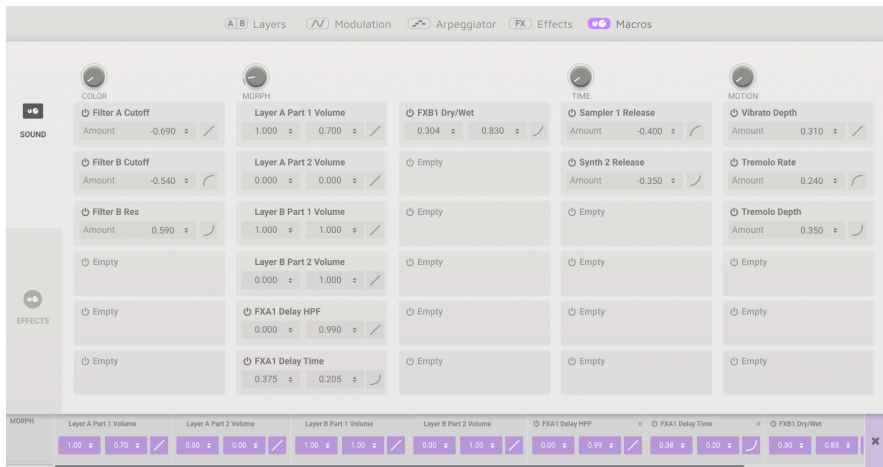 A B Layers Modulation Arpeggiator FX Effects Macros
COLOR MORPH TIME MOTION
SOUND
Filter A Cutoff Layer A Part 1 Volume FXB1 Dry/Wet Sampler 1 Release Vibrato Depth
Amount -0.690 1.000 0.700 0.304 0.830 Amount -0.400 Amount 0.310
Filter B Cutoff Layer A Part 2 Volume Empty Synth 2 Release Tremolo Rate
Amount -0.540 0.000 0.000 Amount -0.350 Amount 0.240
Filter B Res Layer B Part 1 Volume Empty Empty Tremolo Depth
Amount 0.590 1.000 1.000 Amount 0.350
Empty Layer B Part 2 Volume Empty Empty Empty
0.000 1.000
EFFECTS
Empty FXA1 Delay HPF Empty Empty Empty
0.000 0.990
Empty FXA1 Delay Time Empty Empty Empty
0.375 0.205
MORPH Layer A Part 1 Volume Layer A Part 2 Volume Layer B Part 1 Volume Layer B Part 2 Volume FXA1 Delay HPF x FXA1 Delay Time x FXB1 Dry/Wet
1.00 0.70 0.00 0.00 1.00 1.00 0.00 1.00 0.00 0.99 0.38 0.20 0.30 0.83